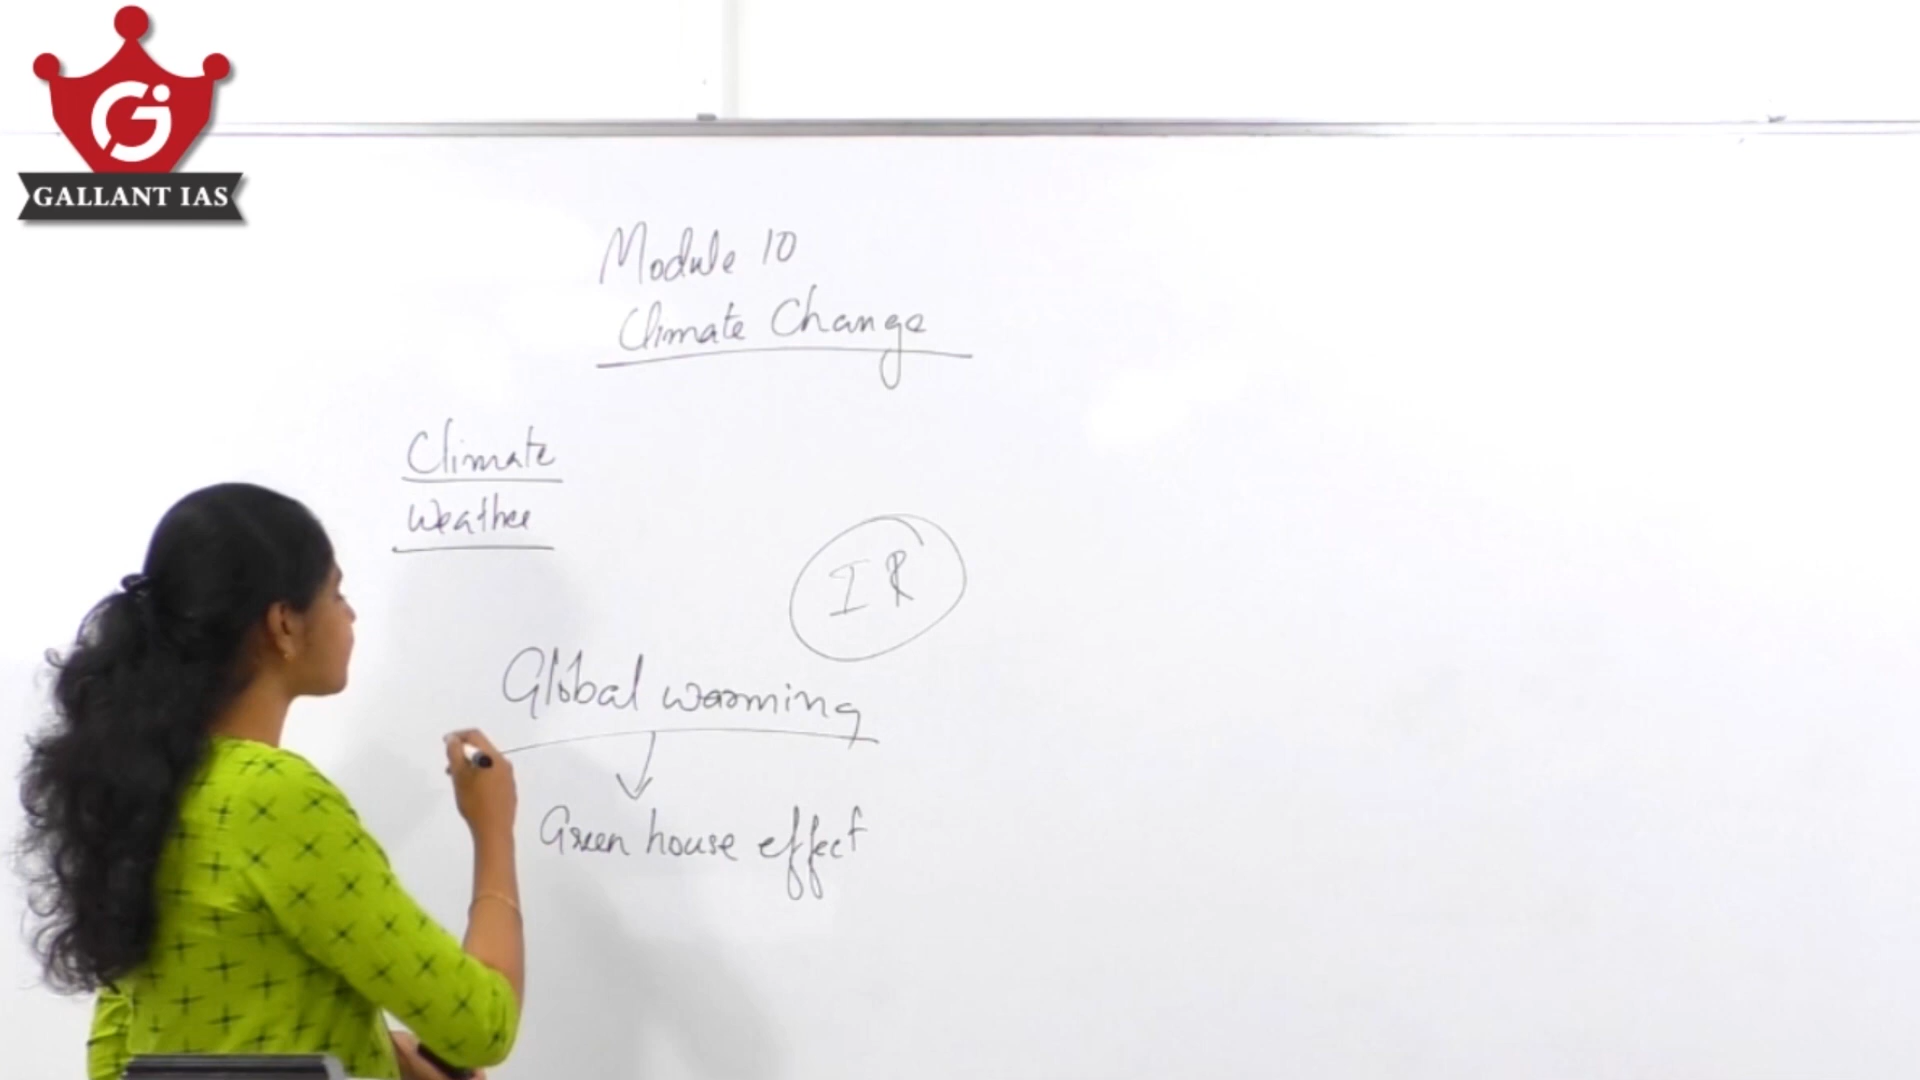 GALLANT IAS
Module 10
Climate Change
Climate
Weather
IR
Global warming
Green house effect